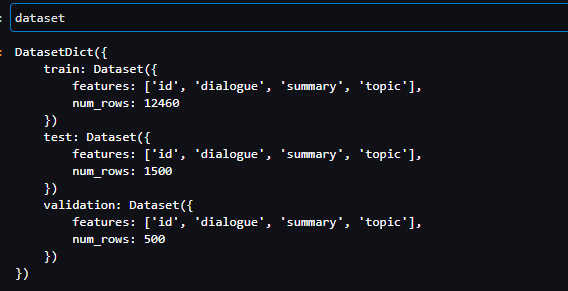 : dataset
: DatasetDict({
    train: Dataset({
        features: ['id', 'dialogue', 'summary', 'topic'],
        num_rows: 12460
    })
    test: Dataset({
        features: ['id', 'dialogue', 'summary', 'topic'],
        num_rows: 1500
    })
    validation: Dataset({
        features: ['id', 'dialogue', 'summary', 'topic'],
        num_rows: 500
    })
})